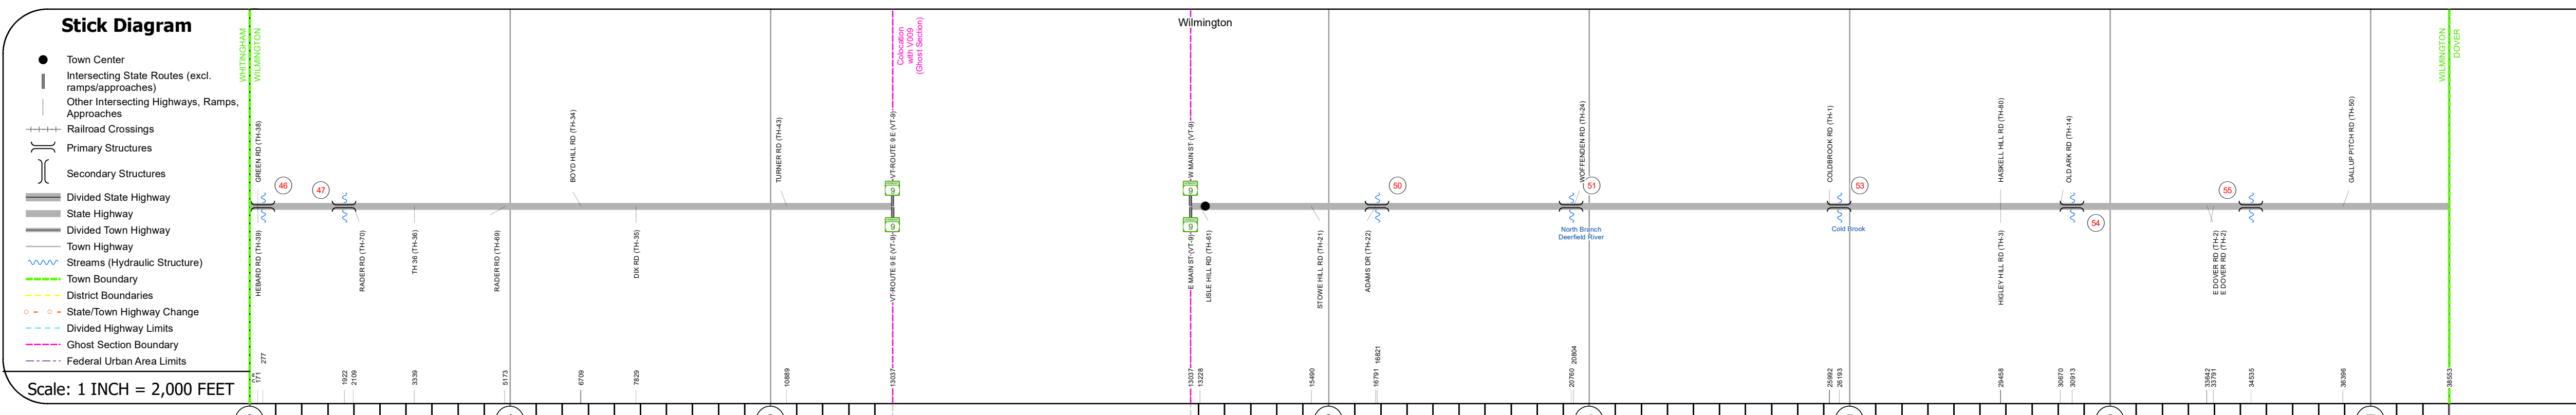 Stick Diagram
Town Center
Intersecting State Routes (excl.
ramps/approaches)
Other Intersecting Highways, Ramps,
Approaches
Railroad Crossings
Primary Structures
Secondary Structures
Divided State Highway
State Highway
Divided Town Highway
Town Highway
Streams (Hydraulic Structure)
Town Boundary
District Boundaries
State/Town Highway Change
Divided Highway Limits
Ghost Section Boundary
Federal Urban Area Limits
Scale: 1 INCH = 2,000 FEET
WHITINGHAM
WILMINGTON
Colocation
with V009
(Ghost Section)
Wilmington
WILMINGTON
DOVER
GREEN RD (TH-38)
BOYD HILL RD (TH-34)
TURNER RD (TH-43)
VT ROUTE 9 E (VT-9)
W MAIN ST (VT-9)
WOFFENDEN RD (TH-24)
COLDBROOK RD (TH-1)
HASKELL HILL RD (TH-80)
OLD ARK RD (TH-14)
GALLUP PITCH RD (TH-50)
46
47
9
9
50
51
53
55
9
9
54
North Branch
Deerfield River
Cold Brook
HEBARD RD (TH-39)
RADER RD (TH-70)
TH 36 (TH-36)
RADER RD (TH-69)
DIX RD (TH-35)
VT ROUTE 9 E (VT-9)
E MAIN ST (VT-9)
LISLE HILL RD (TH-61)
STOWE HILL RD (TH-21)
ADAMS DR (TH-22)
HIGLEY HILL RD (TH-3)
E DOVER RD (TH-2)
E DOVER RD (TH-2)
171
277
1922
2109
3339
5173
6709
7829
10889
13037
13037
13228
15490
16791
16821
20760
20804
25992
26193
29458
30670
30913
33642
33791
34535
36396
38553